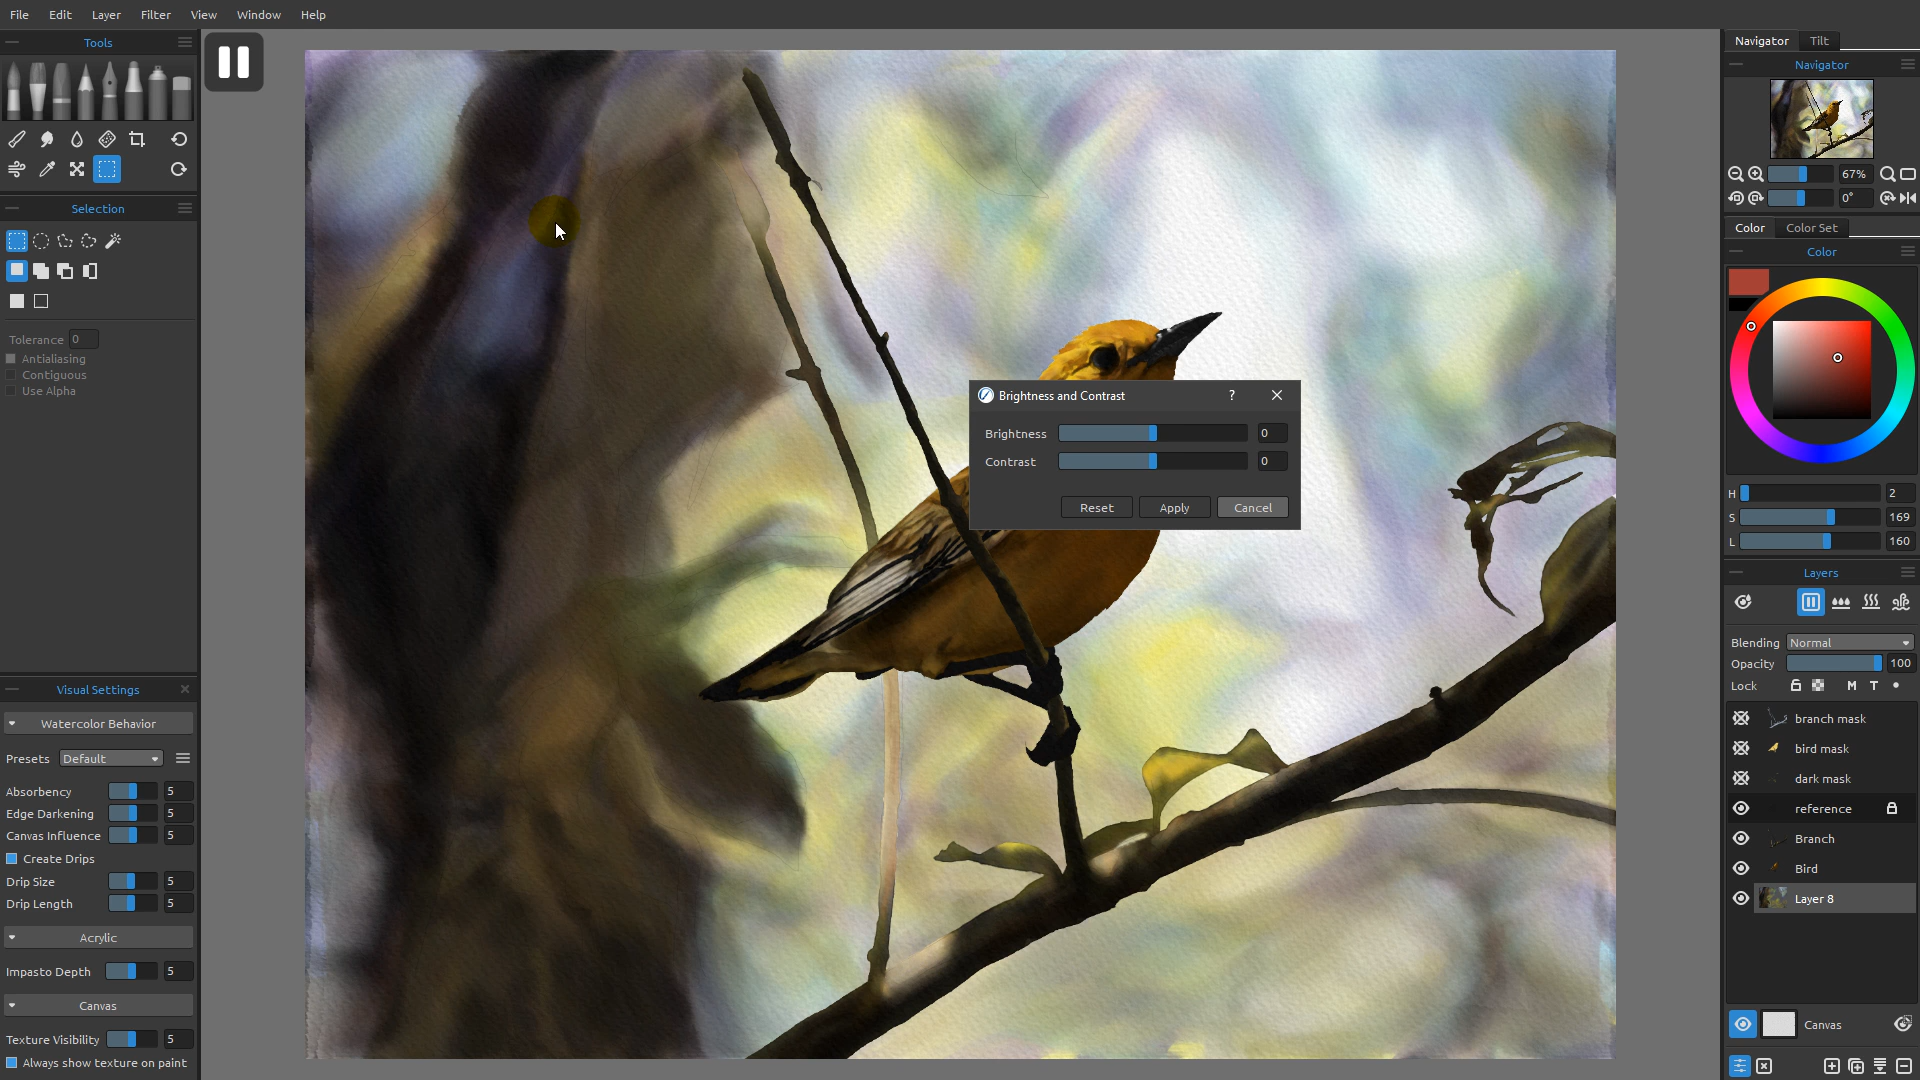 File Edit Layer Filter View Window Help
Tools
Selection
Tolerance 0
Antialiasing
Contiguous
Use Alpha
Visual Settings
Watercolor Behavior
Presets Default
Absorbency 5
Edge Darkening 5
Canvas Influence 5
Create Drips
Drip Size 5
Drip Length 5
Acrylic
Impasto Depth 5
Canvas
Texture Visibility 5
Always show texture on paint
Brightness and Contrast ?
Brightness 0
Contrast 0
Reset Apply Cancel
Navigator Tilt
Navigator
67%
0°
Color Color Set
Color
H 2
S 169
L 160
Layers
Blending Normal
Opacity 100
Lock M T
branch mask
bird mask
dark mask
reference
Branch
Bird
Layer 8
Canvas